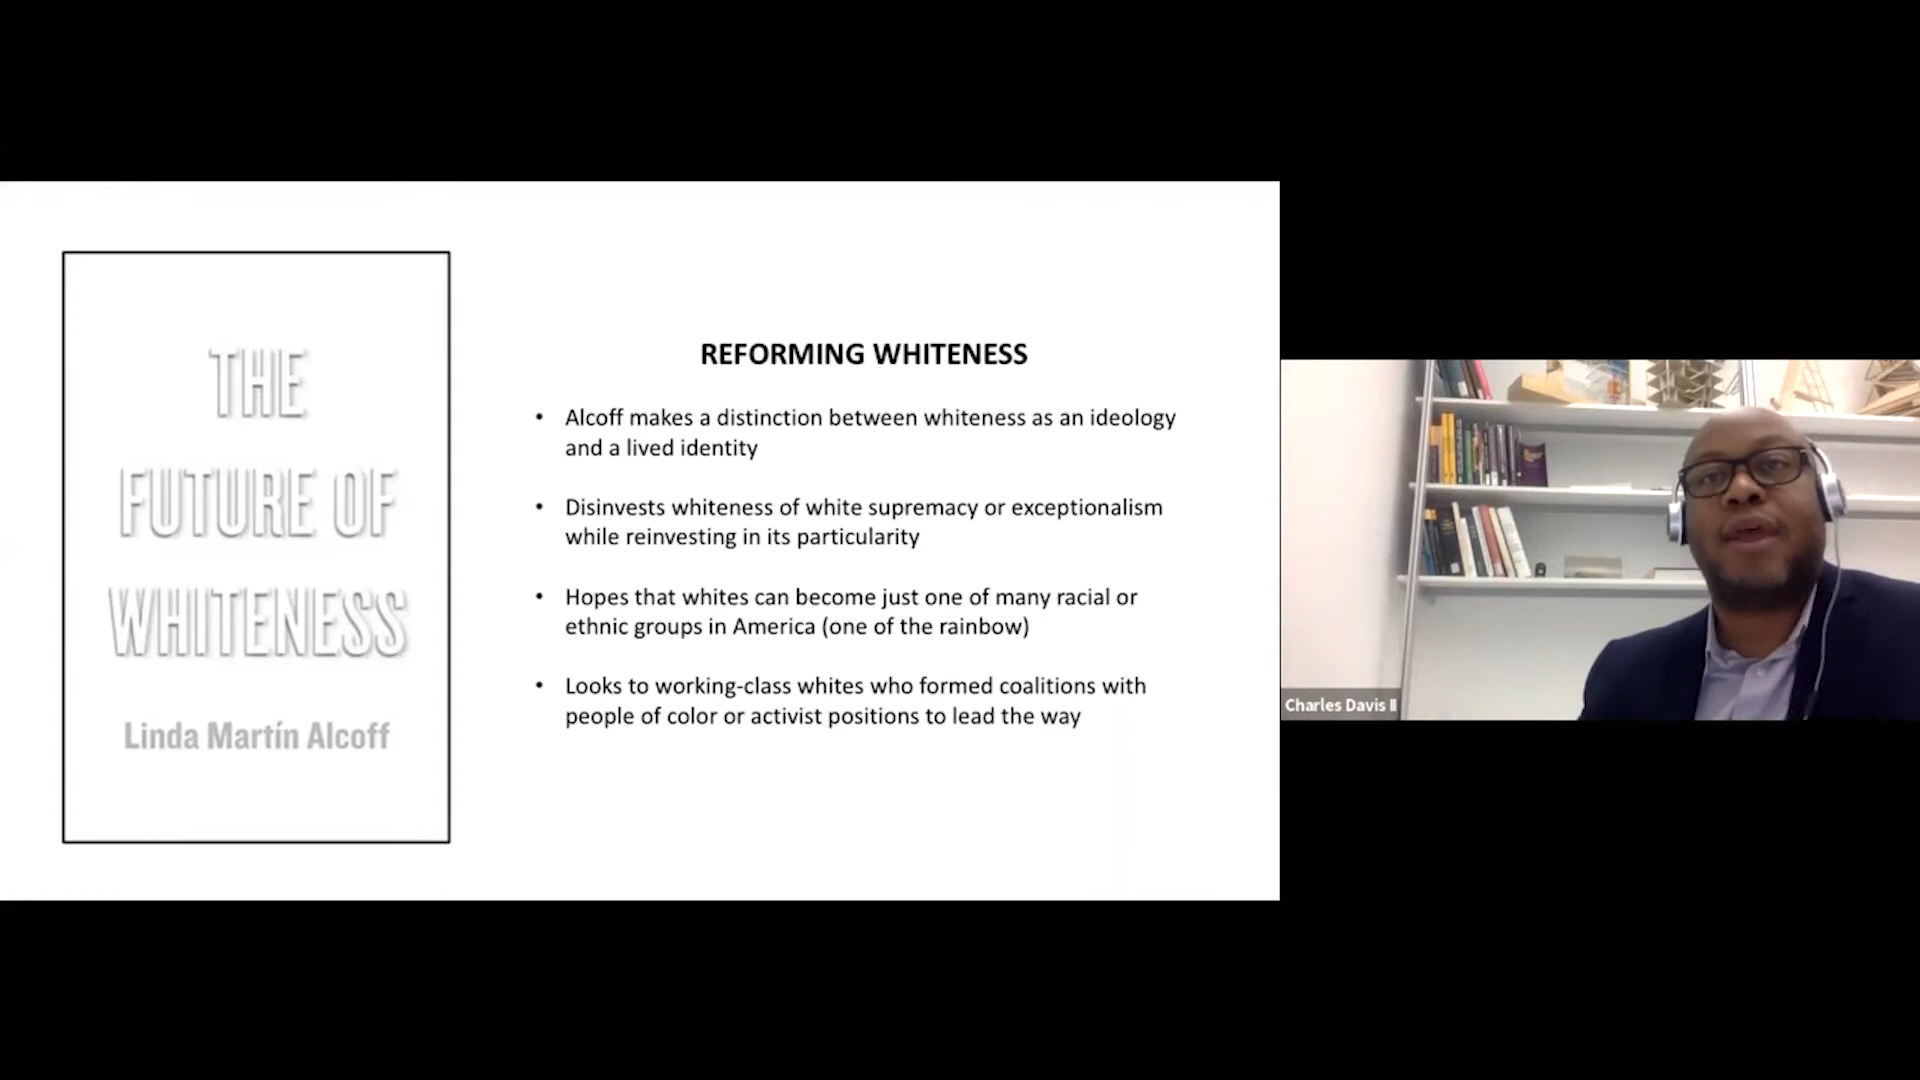 THE
FUTURE OF
WHITENESS
Linda Martín Alcoff
REFORMING WHITENESS
• Alcoff makes a distinction between whiteness as an ideology
and a lived identity
• Disinvests whiteness of white supremacy or exceptionalism
while reinvesting in its particularity
• Hopes that whites can become just one of many racial or
ethnic groups in America (one of the rainbow)
• Looks to working-class whites who formed coalitions with
people of color or activist positions to lead the way
Charles Davis II